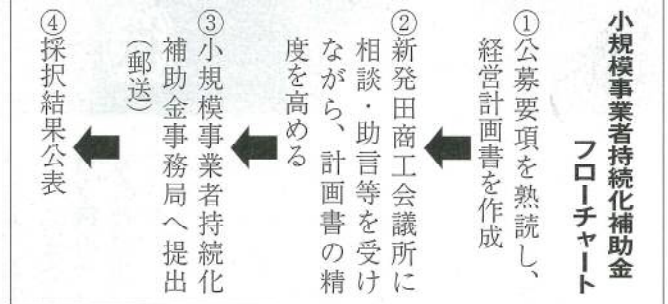 小規模事業者持続化補助金
フローチャート
①公募要項を熟読し、
経営計画書を作成
②新発田商工会議所に
相談・助言等を受け
ながら、計画書の精
度を高める
③小規模事業者持続化
補助金事務局へ提出
（郵送）
④採択結果公表